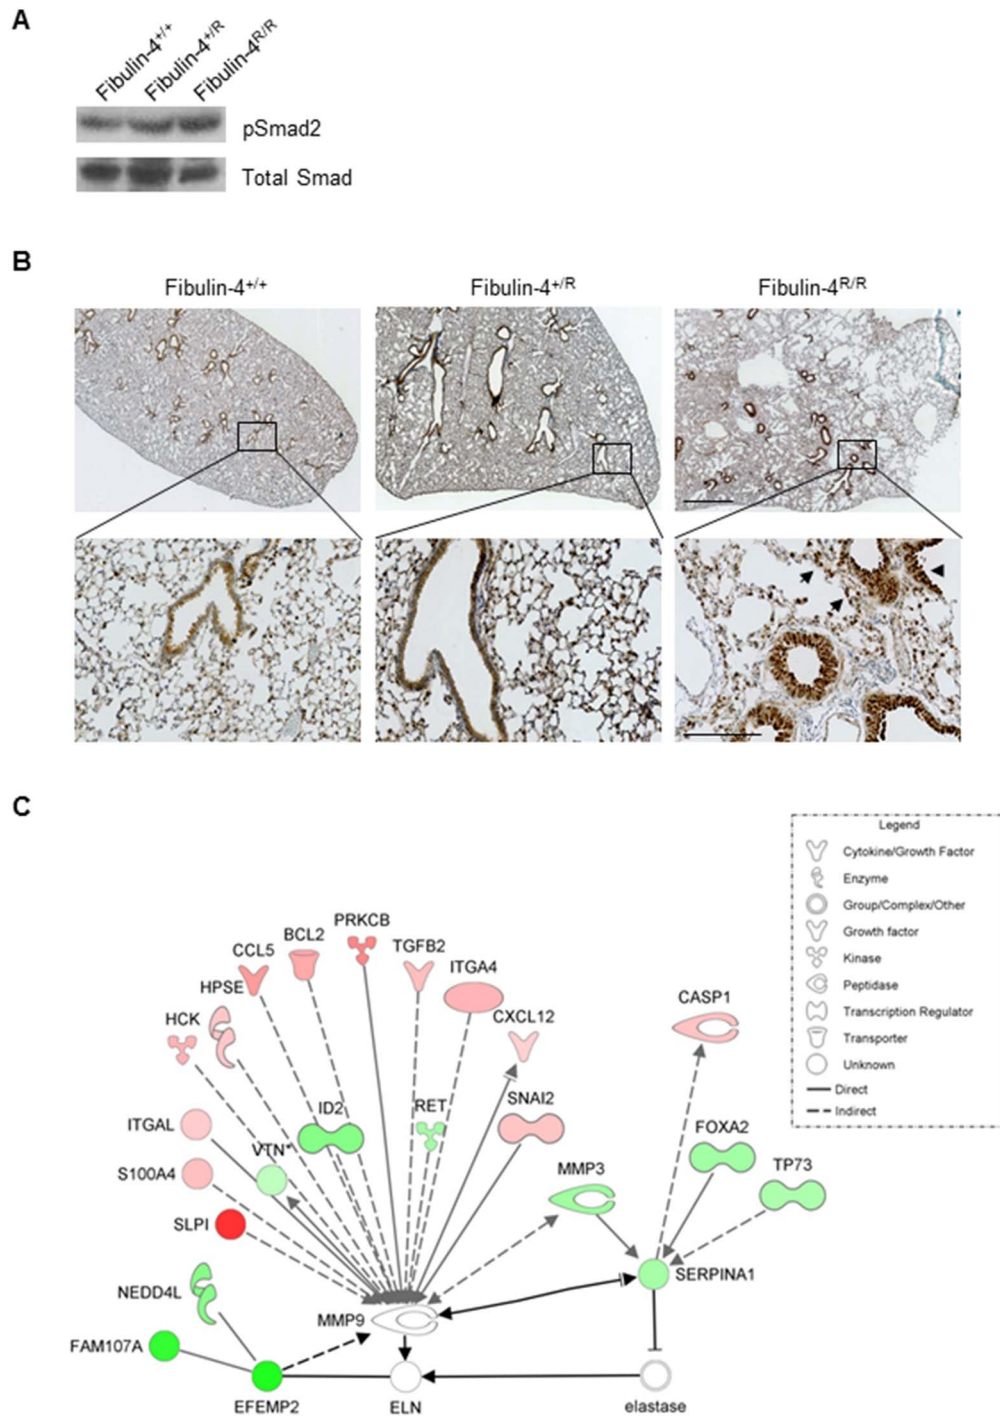 A
Fibulin-4+/+
Fibulin-4+/R
Fibulin-4R/R
pSmad2
Total Smad
B
Fibulin-4+/+
Fibulin-4+/R
Fibulin-4R/R
C
Legend
Cytokine/Growth Factor
Enzyme
Group/Complex/Other
Growth factor
Kinase
Peptidase
Transcription Regulator
Transporter
Unknown
Direct
Indirect
PRKCB
BCL2
TGFB2
CCL5
ITGA4
HPSE
CXCL12
CASP1
HCK
ID2
RET
SNAI2
ITGAL
FOXA2
VTN*
S100A4
MMP3
TP73
SLPI
SERPINA1
NEDD4L
MMP9
FAM107A
EFEMP2
ELN
elastase